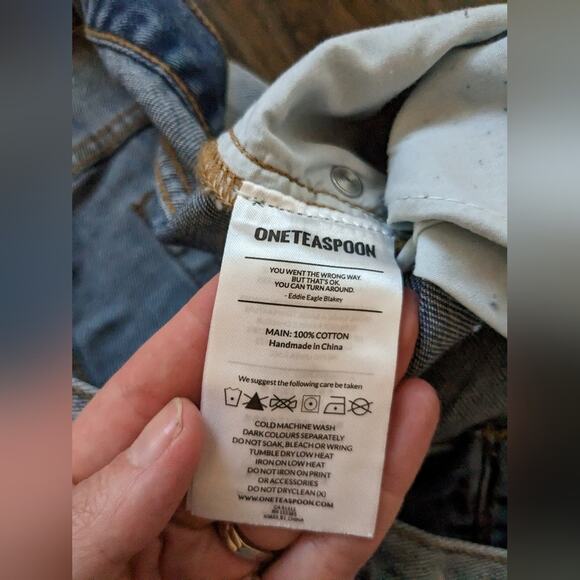 ONETEASPOON
YOU WENT THE WRONG WAY.
BUT THAT'S OK.
YOU CAN TURN AROUND.
- Eddie Eagle Blakey
MAIN: 100% COTTON
Handmade in China
We suggest the following care be taken
COLD MACHINE WASH
DARK COLOURS SEPARATELY
DO NOT SOAK, BLEACH OR WRING
TUMBLE DRY LOW HEAT
IRON ON LOW HEAT
DO NOT IRON ON PRINT
OR ACCESSORIES
DO NOT DRYCLEAN (X)
WWW.ONETEASPOON.COM